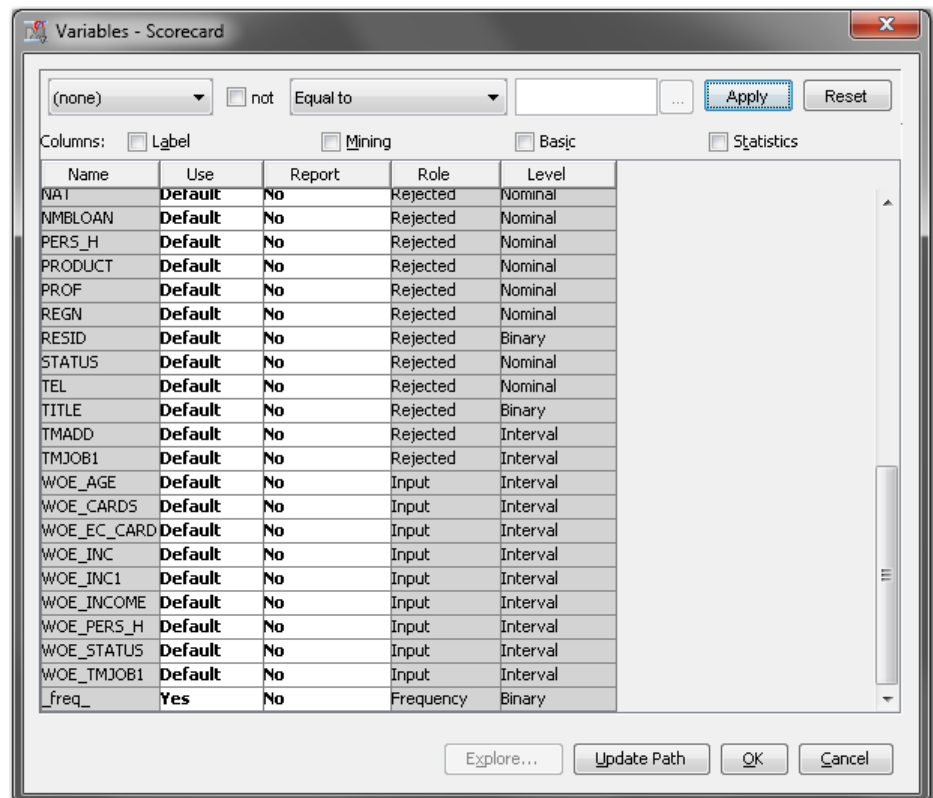 Variables - Scorecard
(none) not Equal to ... Apply Reset
Columns: Label Mining Basic Statistics
Name Use Report Role Level
NAT Default No Rejected Nominal
NMBLOAN Default No Rejected Nominal
PERS_H Default No Rejected Nominal
PRODUCT Default No Rejected Nominal
PROF Default No Rejected Nominal
REGN Default No Rejected Nominal
RESID Default No Rejected Binary
STATUS Default No Rejected Nominal
TEL Default No Rejected Nominal
TITLE Default No Rejected Binary
TMADD Default No Rejected Interval
TMJOB1 Default No Rejected Interval
WOE_AGE Default No Input Interval
WOE_CARDS Default No Input Interval
WOE_EC_CARD Default No Input Interval
WOE_INC Default No Input Interval
WOE_INC1 Default No Input Interval
WOE_INCOME Default No Input Interval
WOE_PERS_H Default No Input Interval
WOE_STATUS Default No Input Interval
WOE_TMJOB1 Default No Input Interval
_freq_ Yes No Frequency Binary
Explore... Update Path OK Cancel